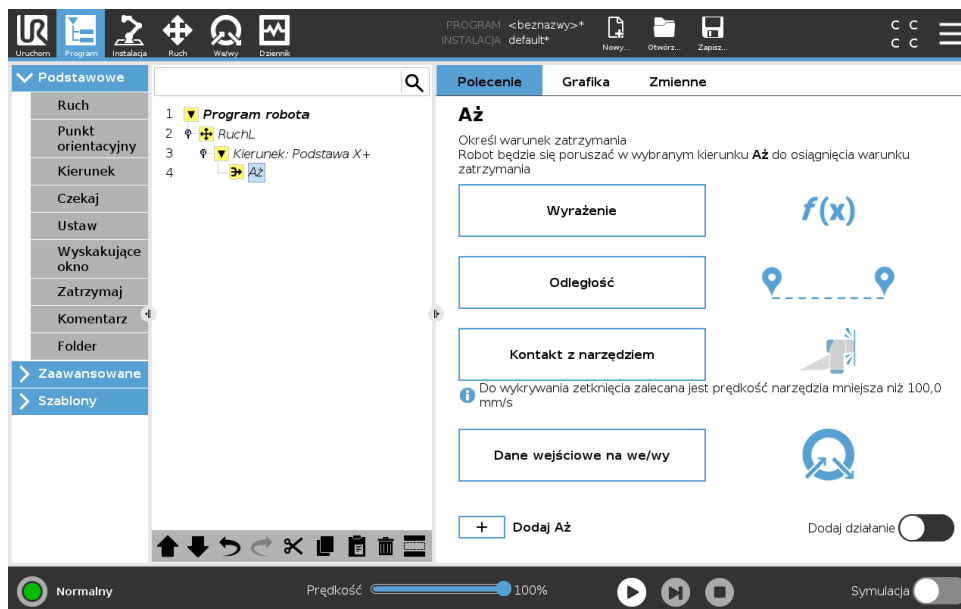 PROGRAM <beznazwy>*
INSTALACJA default*
Uruchom Program Instalacja Ruch We/wy Dziennik Nowy... Otwórz... Zapisz...
C C
C C
Podstawowe
Ruch
Punkt
orientacyjny
Kierunek
Czekaj
Ustaw
Wyskakujące
okno
Zatrzymaj
Komentarz
Folder
Zaawansowane
Szablony
1 Program robota
2 RuchL
3 Kierunek: Podstawa X+
4 Aż
Polecenie Grafika Zmienne
Aż
Określ warunek zatrzymania
Robot będzie się poruszać w wybranym kierunku Aż do osiągnięcia warunku
zatrzymania
Wyrażenie f(x)
Odległość
Kontakt z narzędziem
Do wykrywania zetknięcia zalecana jest prędkość narzędzia mniejsza niż 100,0
mm/s
Dane wejściowe na we/wy
+ Dodaj Aż Dodaj działanie
Normalny Prędkość 100% Symulacja